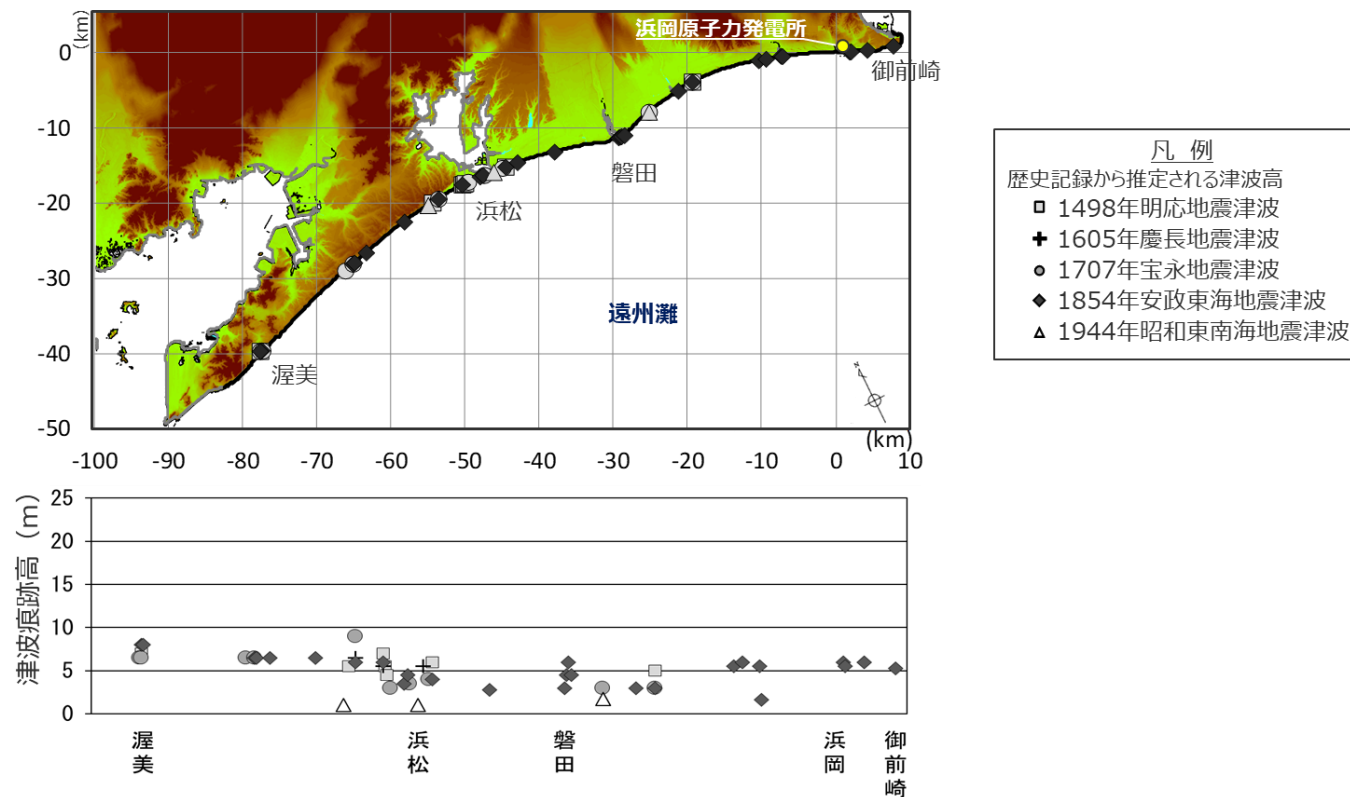 (km)
0
-10
-20
-30
-40
-50
浜岡原子力発電所
御前崎
磐田
浜松
遠州灘
渥美
N
(km)
-100 -90 -80 -70 -60 -50 -40 -30 -20 -10 0 10
凡 例
歴史記録から推定される津波高
1498年明応地震津波
1605年慶長地震津波
1707年宝永地震津波
1854年安政東海地震津波
1944年昭和東南海地震津波
津波痕跡高（m）
25
20
15
10
5
0
渥美
浜松
磐田
浜岡
御前崎